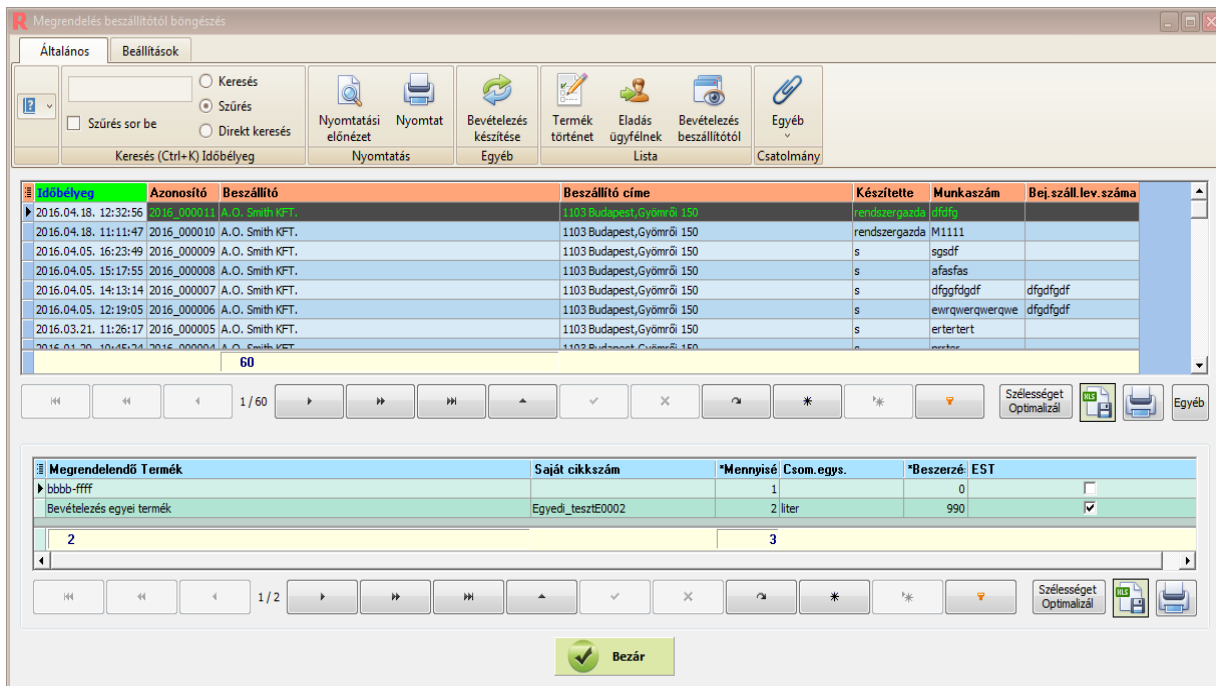 R Megrendelés beszállítótól böngészés
Általános Beállítások
Keresés
Szűrés
Szűrés sor be
Direkt keresés
Nyomtatási előnézet Nyomtat Bevételezés készítése Termék történet Eladás ügyfélnek Bevételezés beszállítótól Egyéb
Keresés (Ctrl+K) Időbélyeg Nyomtatás Egyéb Lista Csatolmány
Időbélyeg Azonosító Beszállító Beszállító címe Készítette Munkaszám Bej.száll.lev.száma
2016.04.18. 12:32:56 2016_000011 A.O. Smith KFT. 1103 Budapest,Gyömrői 150 rendszergazda dfdfg
2016.04.18. 11:11:47 2016_000010 A.O. Smith KFT. 1103 Budapest,Gyömrői 150 rendszergazda M1111
2016.04.05. 16:23:49 2016_000009 A.O. Smith KFT. 1103 Budapest,Gyömrői 150 s sgsdf
2016.04.05. 15:17:55 2016_000008 A.O. Smith KFT. 1103 Budapest,Gyömrői 150 s afasfas
2016.04.05. 14:13:14 2016_000007 A.O. Smith KFT. 1103 Budapest,Gyömrői 150 s dfggfdgdf dfgdfgdf
2016.04.05. 12:19:05 2016_000006 A.O. Smith KFT. 1103 Budapest,Gyömrői 150 s ewrqwerqwerqwe dfgdfgdf
2016.03.21. 11:26:17 2016_000005 A.O. Smith KFT. 1103 Budapest,Gyömrői 150 s ertertert
2016_000004 A.O. Smith KFT. 1103 Budapest,Gyömrői 150
60
1 / 60 Szélességet Optimalizál XLS Egyéb
Megrendelendő Termék Saját cikkszám *Mennyisé Csom.egys. *Beszerzé EST
bbbb-ffff 1 0
Bevételezés egyei termék Egyedi_tesztE0002 2 liter 990
2 3
1 / 2 Szélességet Optimalizál XLS
Bezár